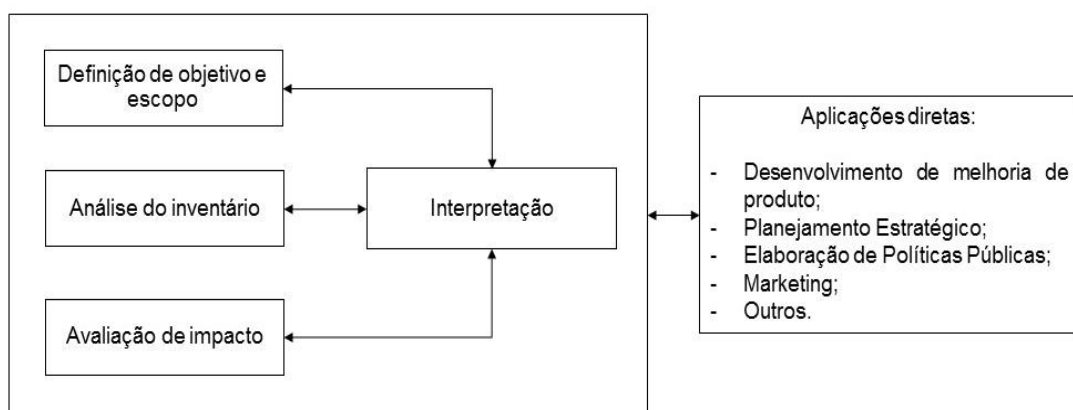 Definição de objetivo e
escopo
Análise do inventário
Interpretação
Avaliação de impacto
Aplicações diretas:
- Desenvolvimento de melhoria de
produto;
- Planejamento Estratégico;
- Elaboração de Políticas Públicas;
- Marketing;
- Outros.